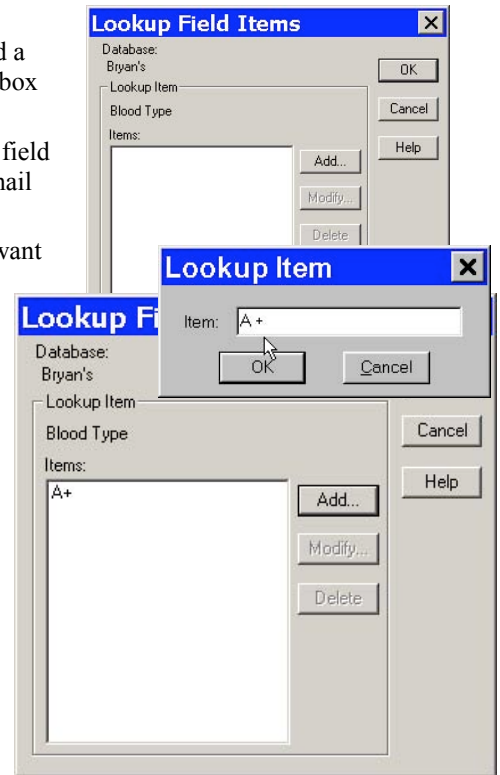 Lookup Field Items
d a
box
field
nail
want
Database:
Bryan's
OK
Lookup Item
Blood Type
Cancel
Items:
Help
Add...
Modify...
Delete
Lookup Item
Item: A +
OK
Cancel
Lookup Fi
Database:
Bryan's
Lookup Item
Blood Type
Cancel
Items:
Help
A+
Add...
Modify...
Delete